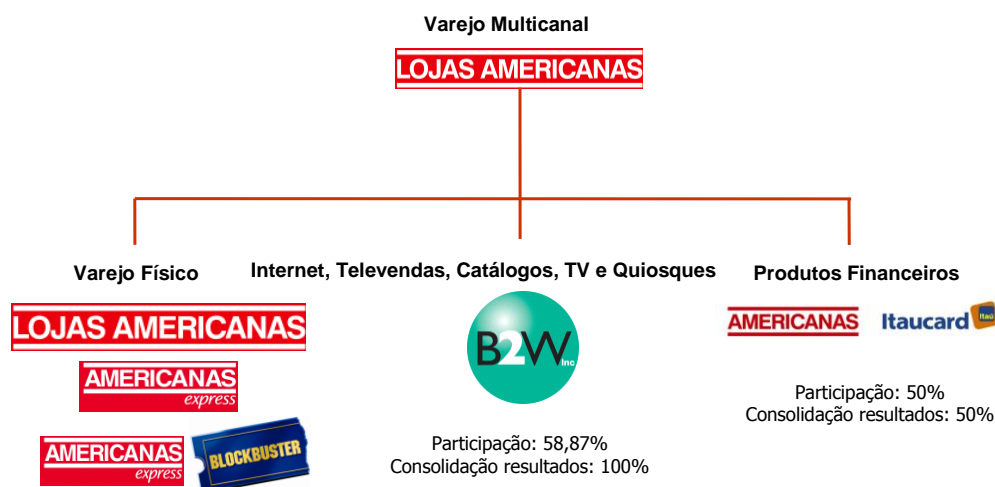 Varejo Multicanal
LOJAS AMERICANAS
Varejo Físico
LOJAS AMERICANAS
AMERICANAS
express
AMERICANAS
express
BLOCKBUSTER
Internet, Televendas, Catálogos, TV e Quiosques
B2W
Inc
Participação: 58,87%
Consolidação resultados: 100%
Produtos Financeiros
AMERICANAS
Itaucard
Itaú
Participação: 50%
Consolidação resultados: 50%